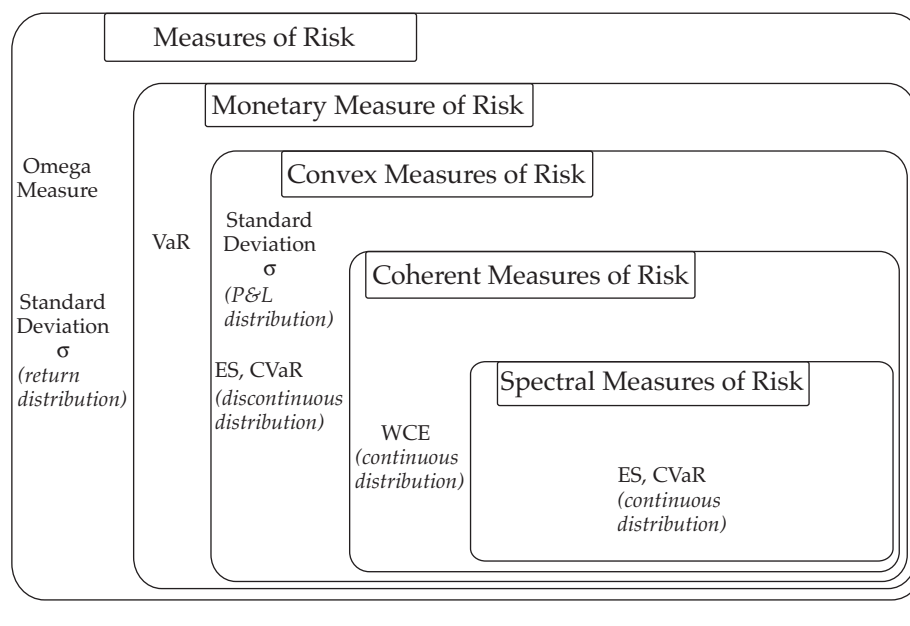 Measures of Risk
Monetary Measure of Risk
Convex Measures of Risk
Coherent Measures of Risk
Spectral Measures of Risk
Omega
Measure
Standard
Deviation
σ
(return
distribution)
VaR
Standard
Deviation
σ
(P&L
distribution)
ES, CVaR
(discontinuous
distribution)
WCE
(continuous
distribution)
ES, CVaR
(continuous
distribution)